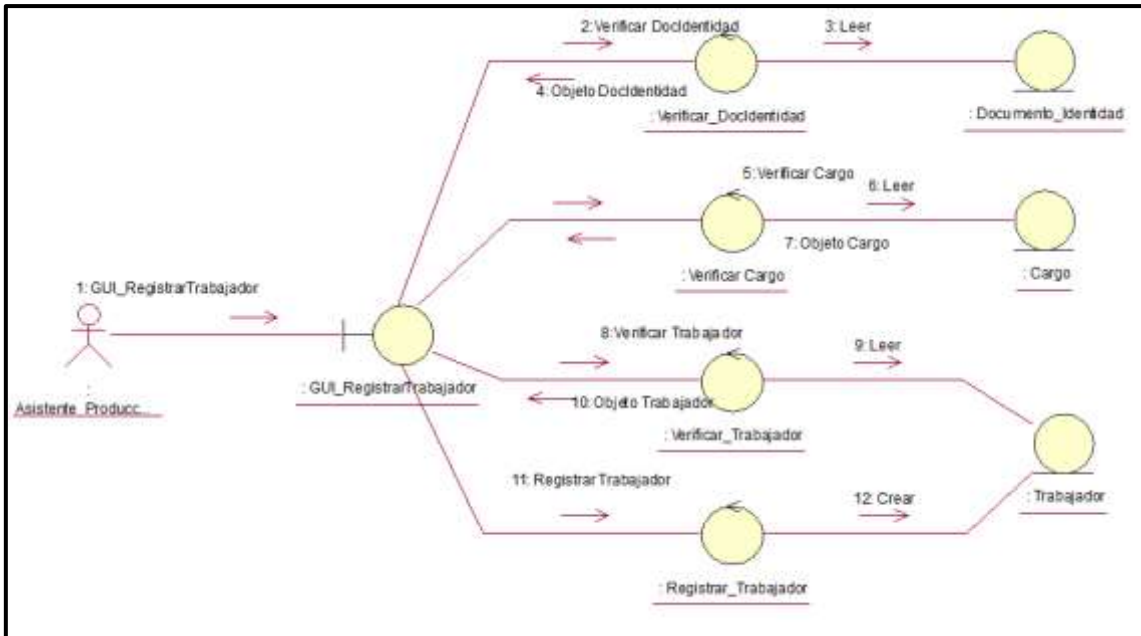 2: Verificar DocIdentidad
3: Leer
4: Objeto DocIdentidad
: Verificar_DocIdentidad
: Documento_Identidad
5: Verificar Cargo
6: Leer
7: Objeto Cargo
: Verificar Cargo
: Cargo
1: GUI_RegistrarTrabajador
: GUI_RegistrarTrabajador
:
Asistente_Producc...
8: Verificar Trabajador
9: Leer
10: Objeto Trabajador
: Verificar_Trabajador
: Trabajador
11: Registrar Trabajador
12: Crear
: Registrar_Trabajador